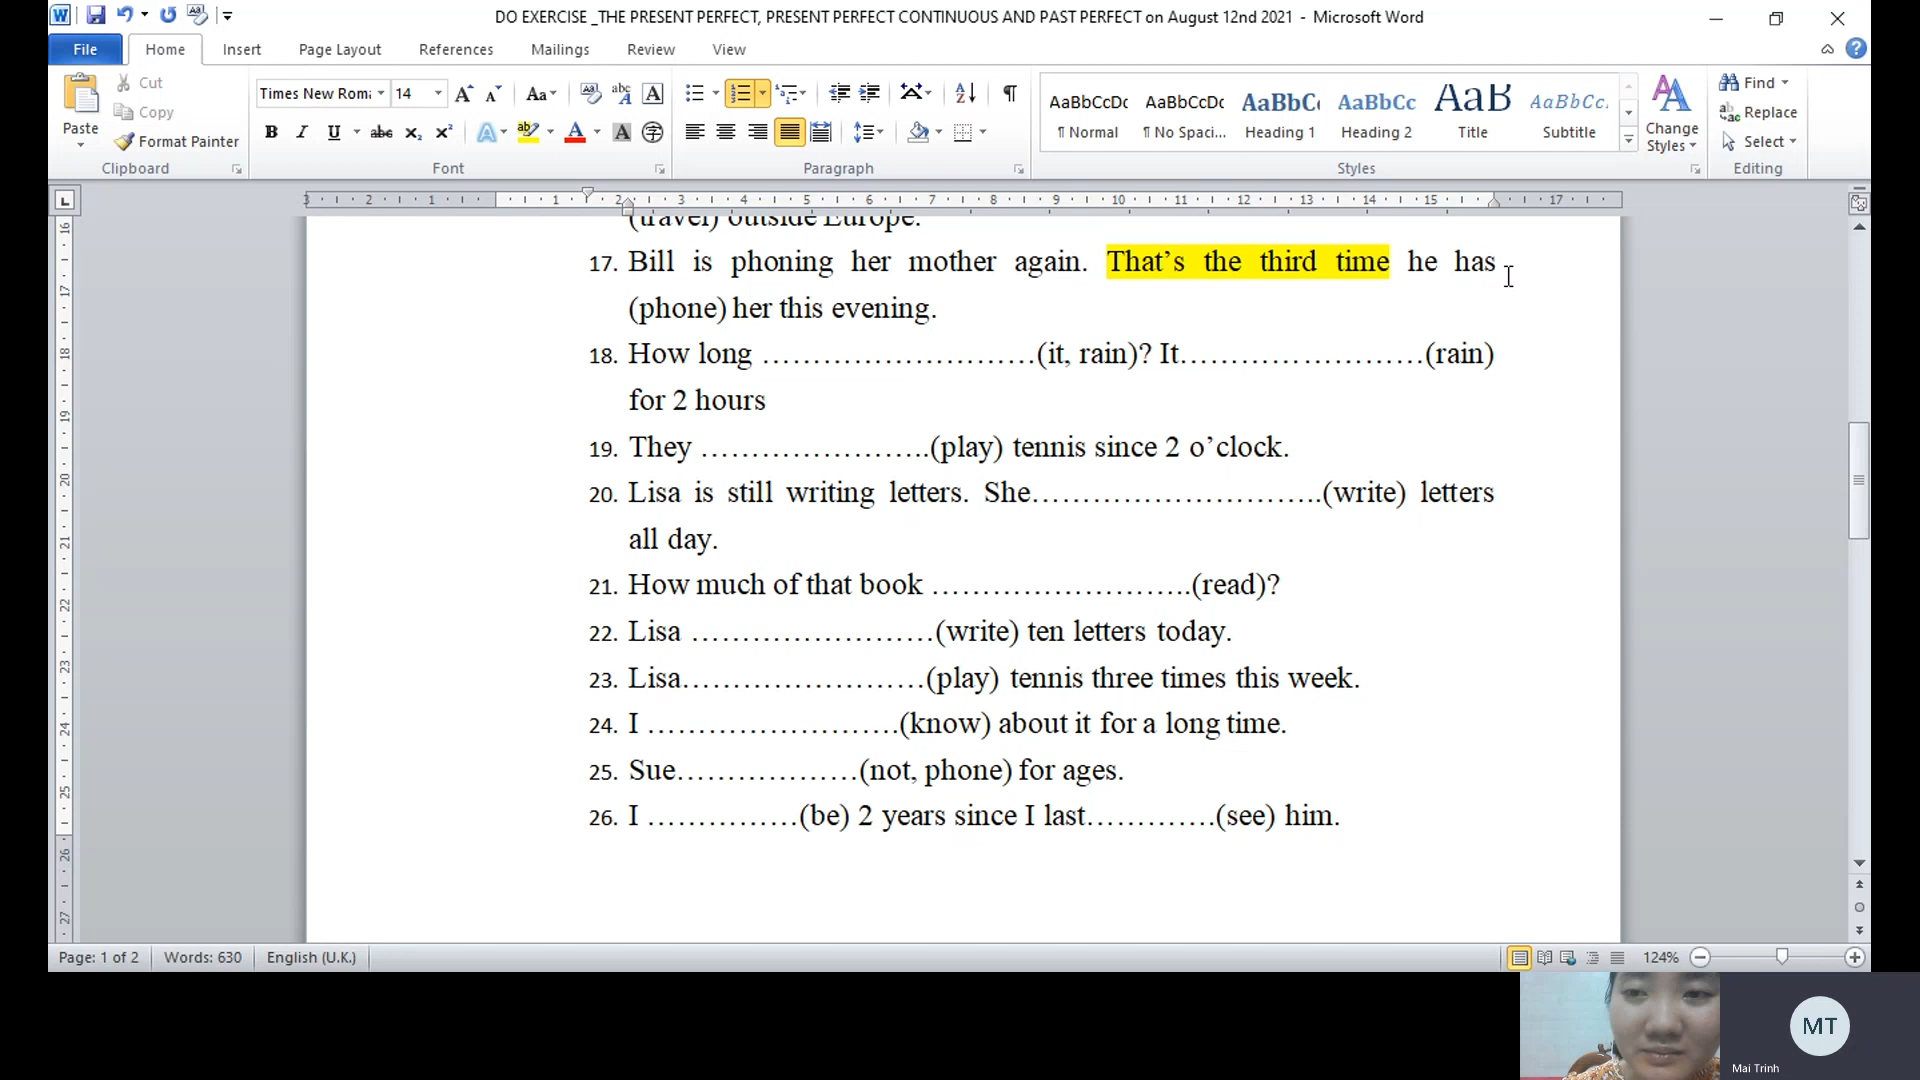 DO EXERCISE _THE PRESENT PERFECT, PRESENT PERFECT CONTINUOUS AND PAST PERFECT on August 12nd 2021 - Microsoft Word
File Home Insert Page Layout References Mailings Review View
Paste
Cut
Copy
Format Painter
Clipboard
Times New Roma 14
Font
Paragraph
AaBbCcDc AaBbCcDc AaBbC AaBbCc AaB AaBbCc.
¶ Normal ¶ No Spaci... Heading 1 Heading 2 Title Subtitle
Change Styles
Styles
Find
Replace
Select
Editing
(travel) outside Europe.
17. Bill is phoning her mother again. That’s the third time he has
(phone) her this evening.
18. How long ……………………………(it, rain)? It………………………(rain)
for 2 hours
19. They …………………….(play) tennis since 2 o’clock.
20. Lisa is still writing letters. She………………………….(write) letters
all day.
21. How much of that book ……………………….(read)?
22. Lisa ………………………(write) ten letters today.
23. Lisa………………………(play) tennis three times this week.
24. I ………………………(know) about it for a long time.
25. Sue………………(not, phone) for ages.
26. I ……………(be) 2 years since I last………….(see) him.
Page: 1 of 2 Words: 630 English (U.K.) 124%
MT
Mai Trinh